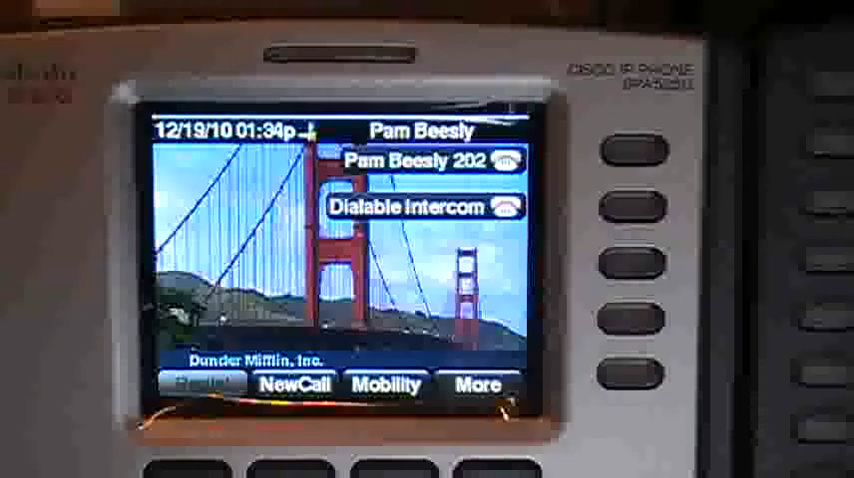 CISCO IP PHONE
12/19/10 01:34p
Pam Beesly
Pam Beesly 202
Dialable Intercom
Dunder Mifflin, Inc.
Redial
NewCall
Mobility
More